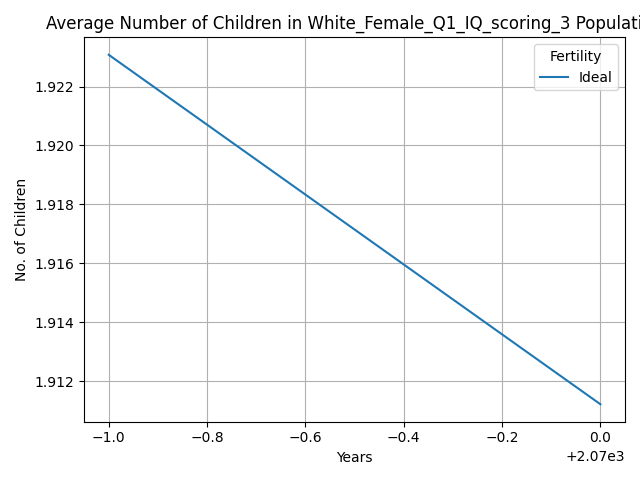 Average Number of Children in White_Female_Q1_IQ_scoring_3 Populati
Fertility
Ideal
1.922
1.920
1.918
1.916
1.914
1.912
No. of Children
−1.0 −0.8 −0.6 −0.4 −0.2 0.0
+2.07e3
Years